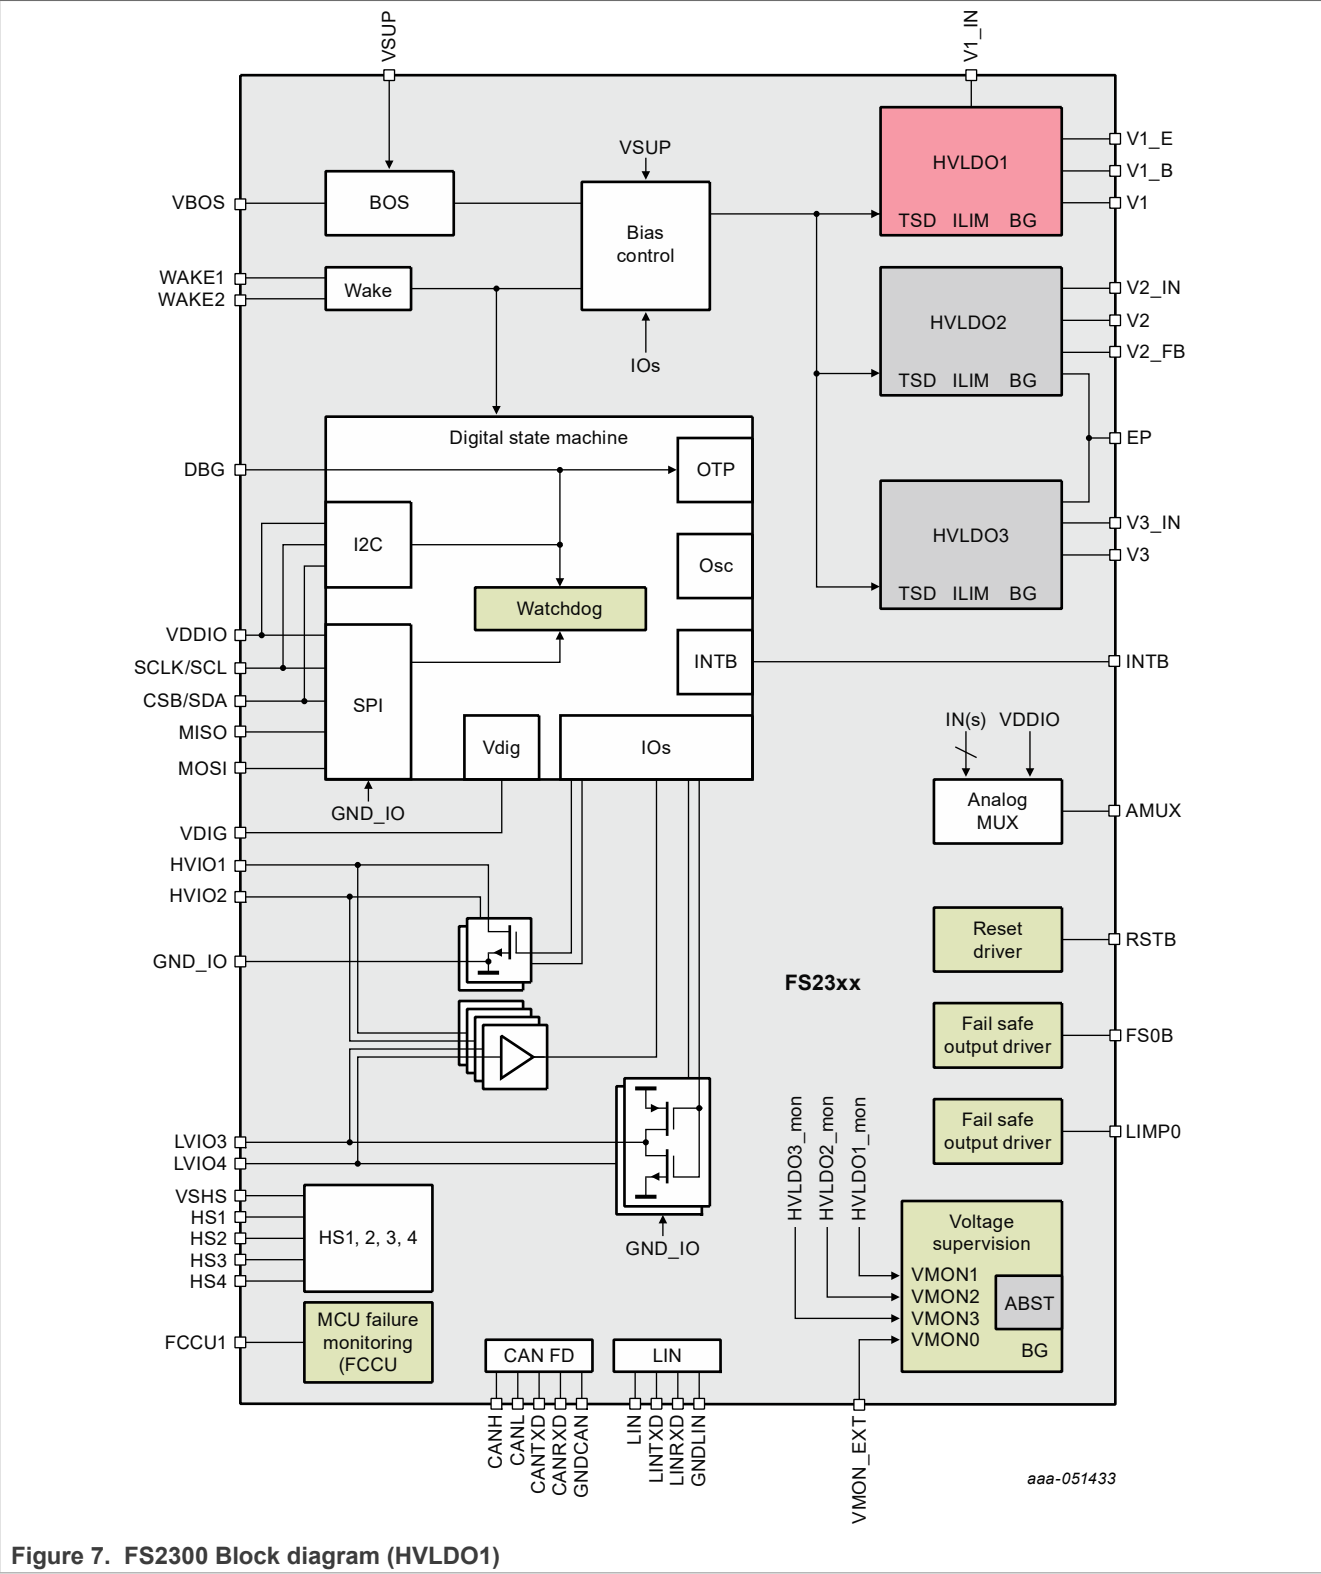 VSUP
V1_IN
HVLDO1
TSD ILIM BG
V1_E
V1_B
V1
VSUP
VBOS
BOS
Bias
control
WAKE1
WAKE2
Wake
IOs
HVLDO2
TSD ILIM BG
V2_IN
V2
V2_FB
EP
Digital state machine
DBG
OTP
I2C
Osc
Watchdog
HVLDO3
TSD ILIM BG
V3_IN
V3
VDDIO
SCLK/SCL
CSB/SDA
MISO
MOSI
SPI
INTB
INTB
Vdig
IOs
GND_IO
IN(s) VDDIO
Analog
MUX
AMUX
VDIG
HVIO1
HVIO2
GND_IO
Reset
driver
RSTB
FS23xx
Fail safe
output driver
FS0B
Fail safe
output driver
LIMP0
LVIO3
LVIO4
GND_IO
VSHS
HS1
HS2
HS3
HS4
HS1, 2, 3, 4
HVLDO3_mon
HVLDO2_mon
HVLDO1_mon
Voltage
supervision
VMON1
VMON2
VMON3
VMON0
ABST
BG
FCCU1
MCU failure
monitoring
(FCCU
CAN FD
LIN
CANH
CANL
CANTXD
CANRXD
GNDCAN
LIN
LINTXD
LINRXD
GNDLIN
VMON_EXT
aaa-051433
Figure 7. FS2300 Block diagram (HVLDO1)